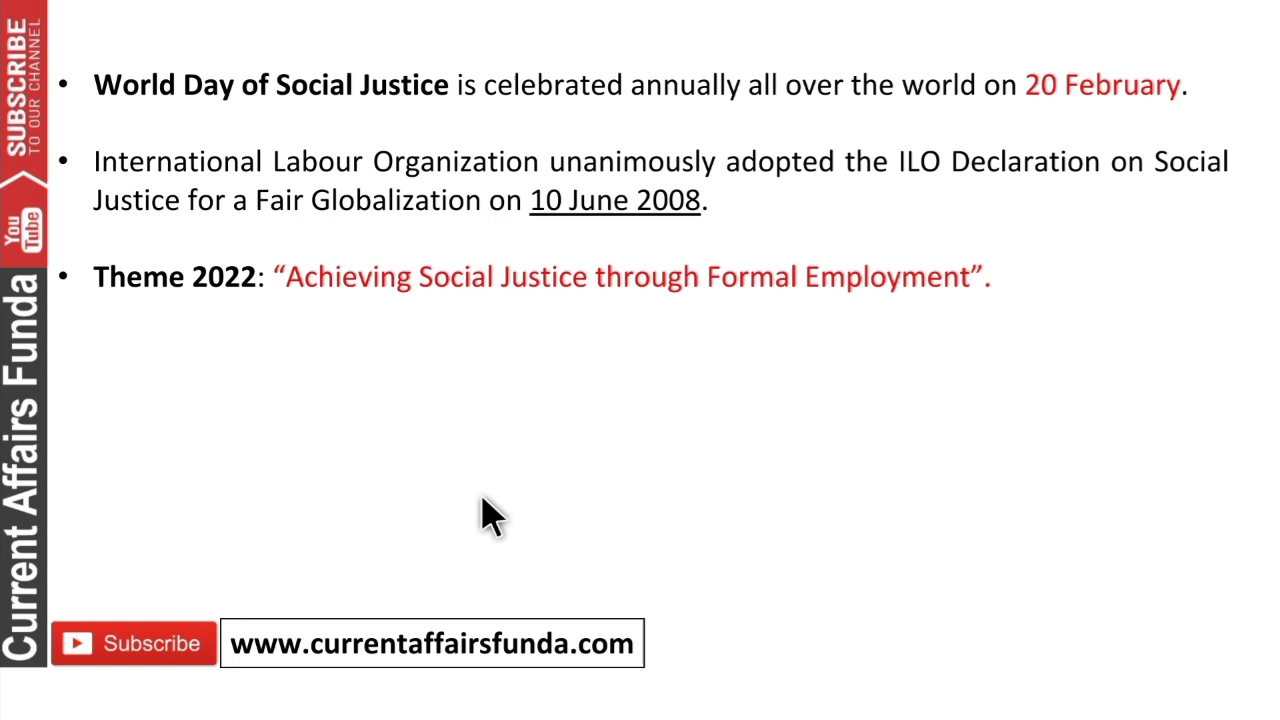 SUBSCRIBE
TO OUR CHANNEL
You
Tube
Current Affairs Funda
• World Day of Social Justice is celebrated annually all over the world on 20 February.
• International Labour Organization unanimously adopted the ILO Declaration on Social
Justice for a Fair Globalization on 10 June 2008.
• Theme 2022: “Achieving Social Justice through Formal Employment”.
Subscribe
www.currentaffairsfunda.com